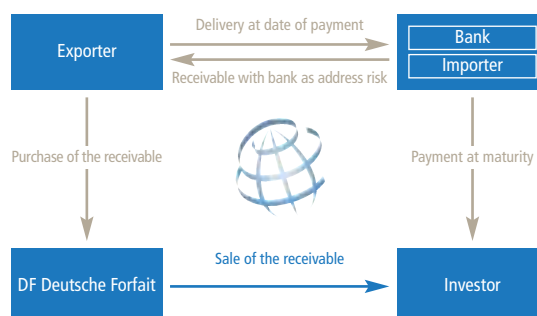 Delivery at date of payment
Exporter
Bank
Importer
Receivable with bank as address risk
Purchase of the receivable
Payment at maturity
Sale of the receivable
DF Deutsche Forfait
Investor